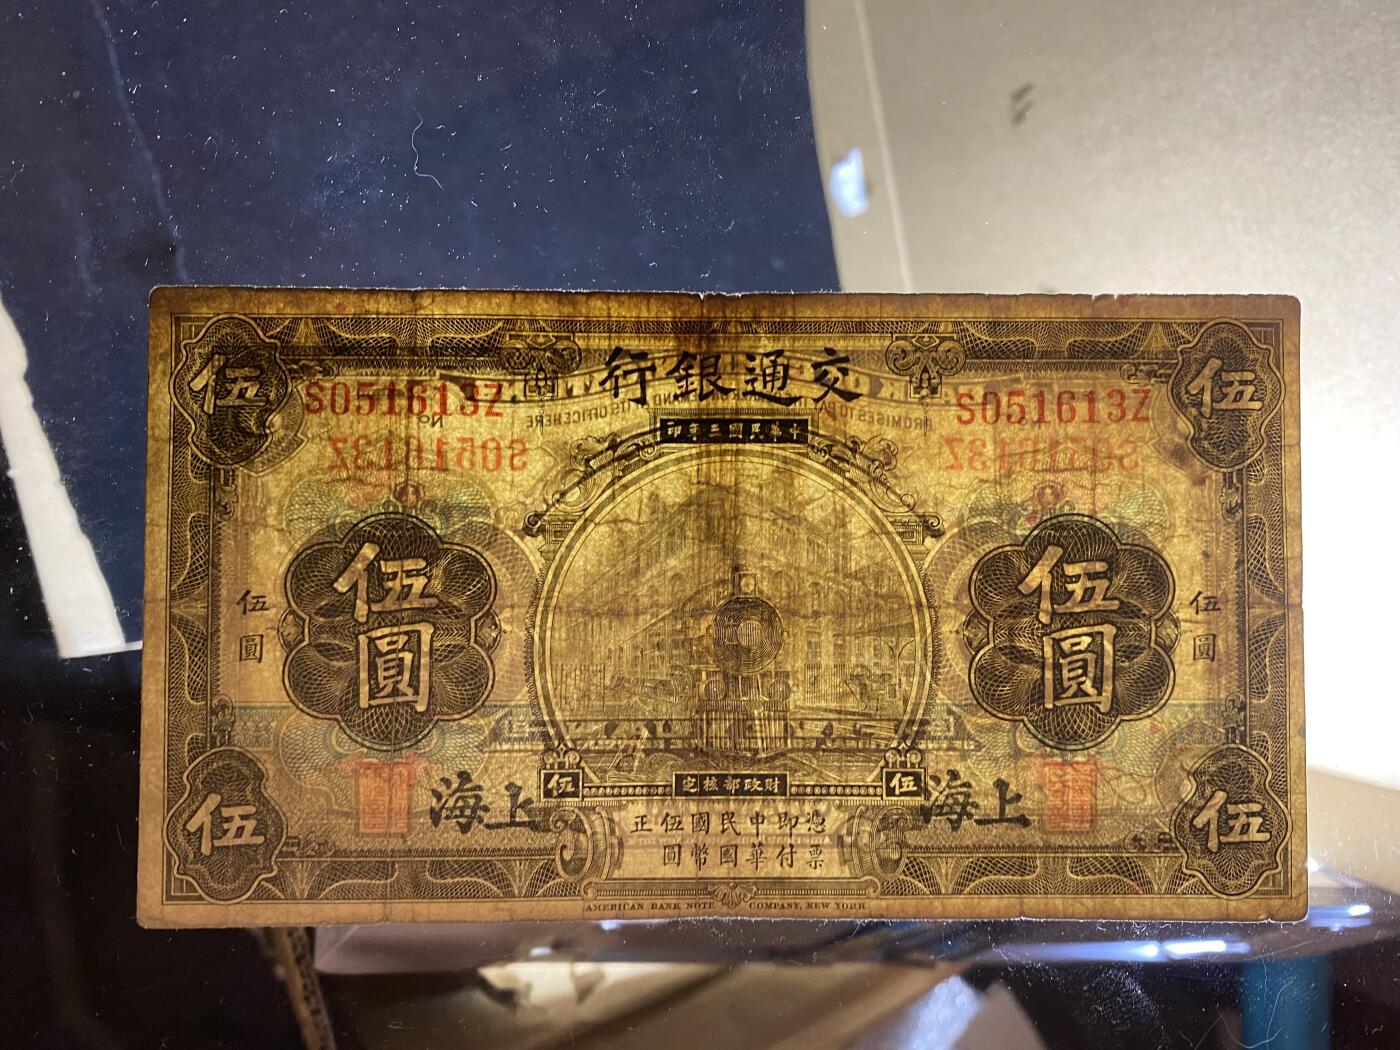 交通銀行
伍
伍
S051613Z
S051613Z
中華民國三年印
伍圓
伍圓
伍圓
伍圓
伍
財政部核定
伍
上海
上海
憑票
即付
中華
民國
國幣
伍圓
正
伍
伍
AMERICAN BANK NOTE COMPANY, NEW YORK